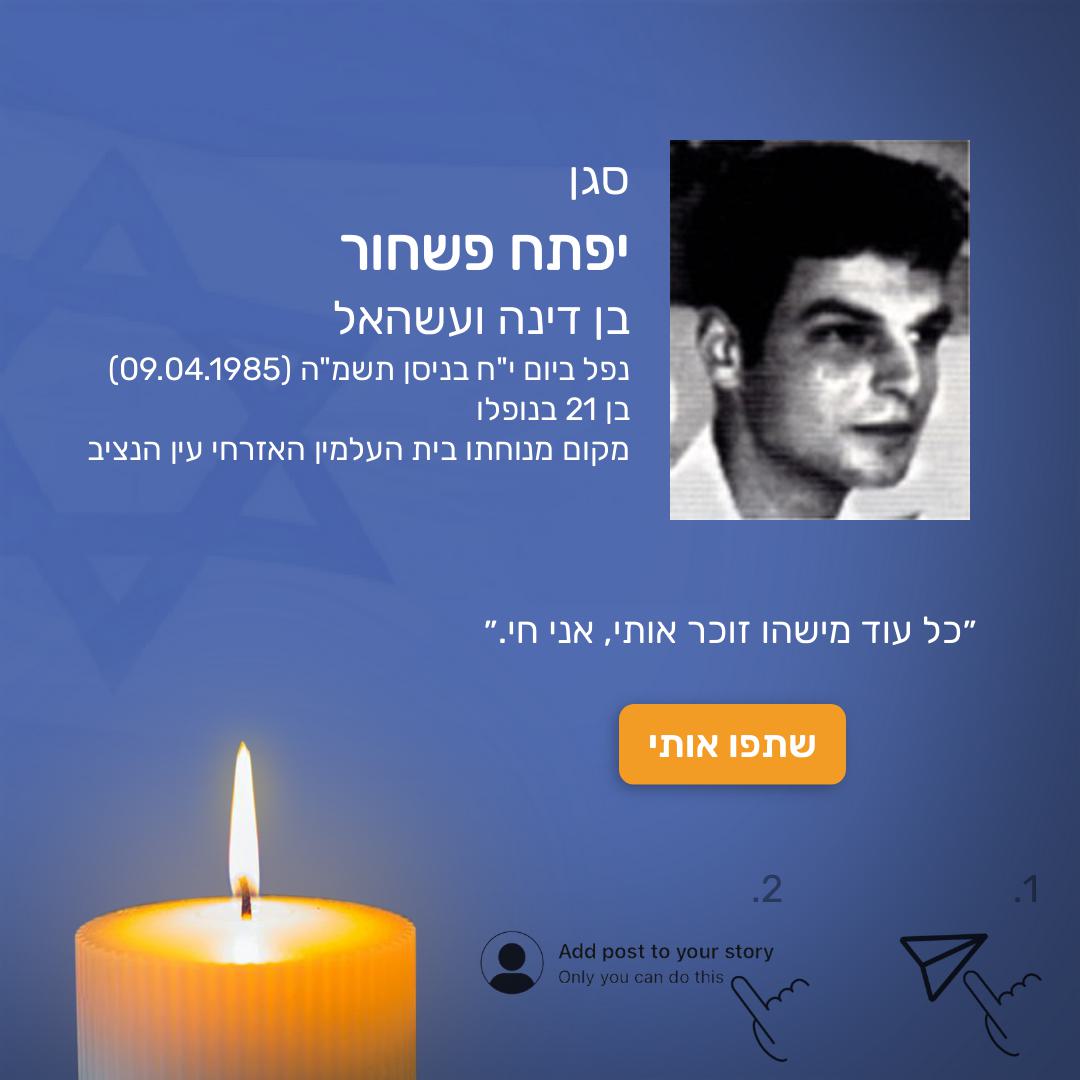 סגן
יפתח פשחור
בן דינה ועשהאל
נפל ביום י"ח בניסן תשמ"ה (09.04.1985)
בן 21 בנופלו
מקום מנוחתו בית העלמין האזרחי עין הנציב
״כל עוד מישהו זוכר אותי, אני חי.״
שתפו אותי
1.
2.
Add post to your story
Only you can do this